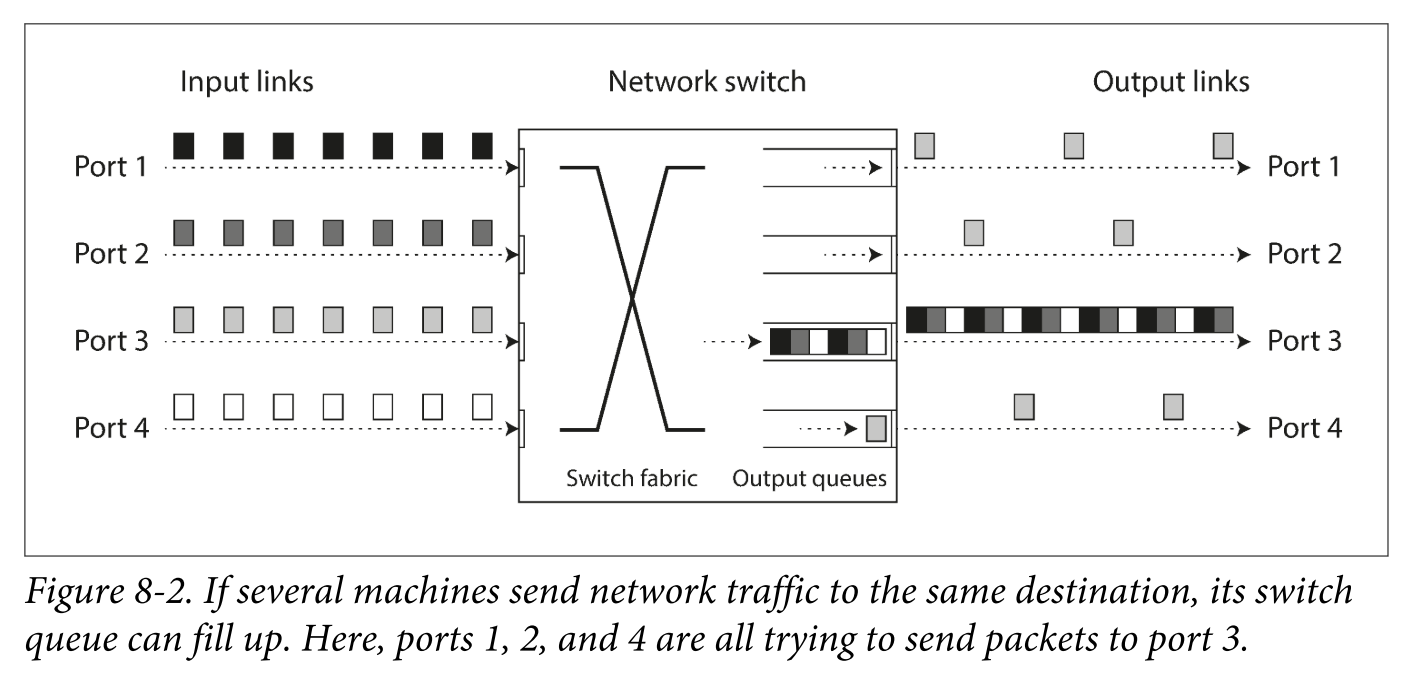 Input links
Network switch
Output links
Port 1
Port 1
Port 2
Port 2
Port 3
Port 3
Port 4
Port 4
Switch fabric
Output queues
Figure 8-2. If several machines send network traffic to the same destination, its switch
queue can fill up. Here, ports 1, 2, and 4 are all trying to send packets to port 3.